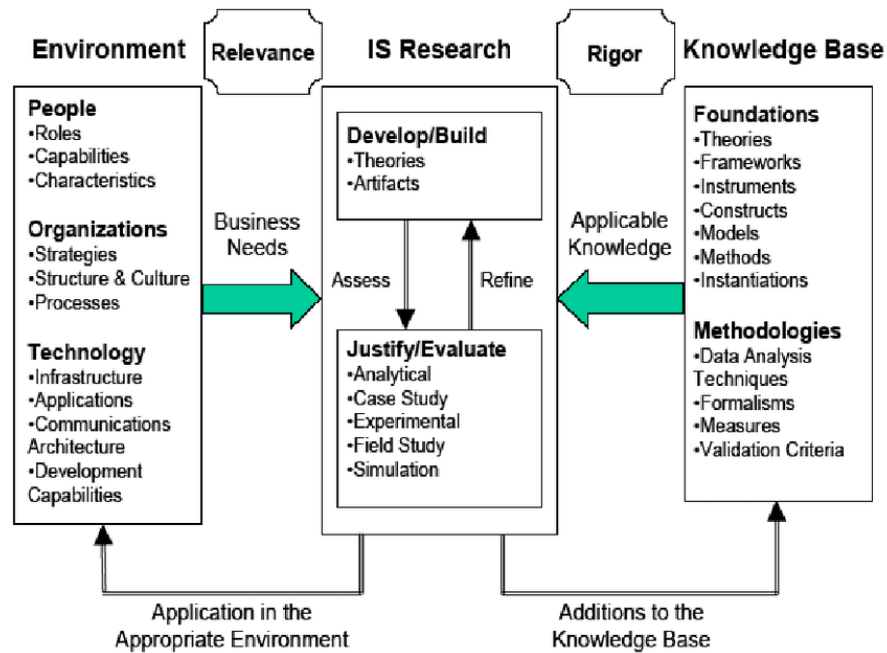 Environment
Relevance
IS Research
Rigor
Knowledge Base
People
•Roles
•Capabilities
•Characteristics
Organizations
•Strategies
•Structure & Culture
•Processes
Technology
•Infrastructure
•Applications
•Communications
Architecture
•Development
Capabilities
Business
Needs
Develop/Build
•Theories
•Artifacts
Assess
Refine
Justify/Evaluate
•Analytical
•Case Study
•Experimental
•Field Study
•Simulation
Applicable
Knowledge
Foundations
•Theories
•Frameworks
•Instruments
•Constructs
•Models
•Methods
•Instantiations
Methodologies
•Data Analysis
Techniques
•Formalisms
•Measures
•Validation Criteria
Application in the
Appropriate Environment
Additions to the
Knowledge Base